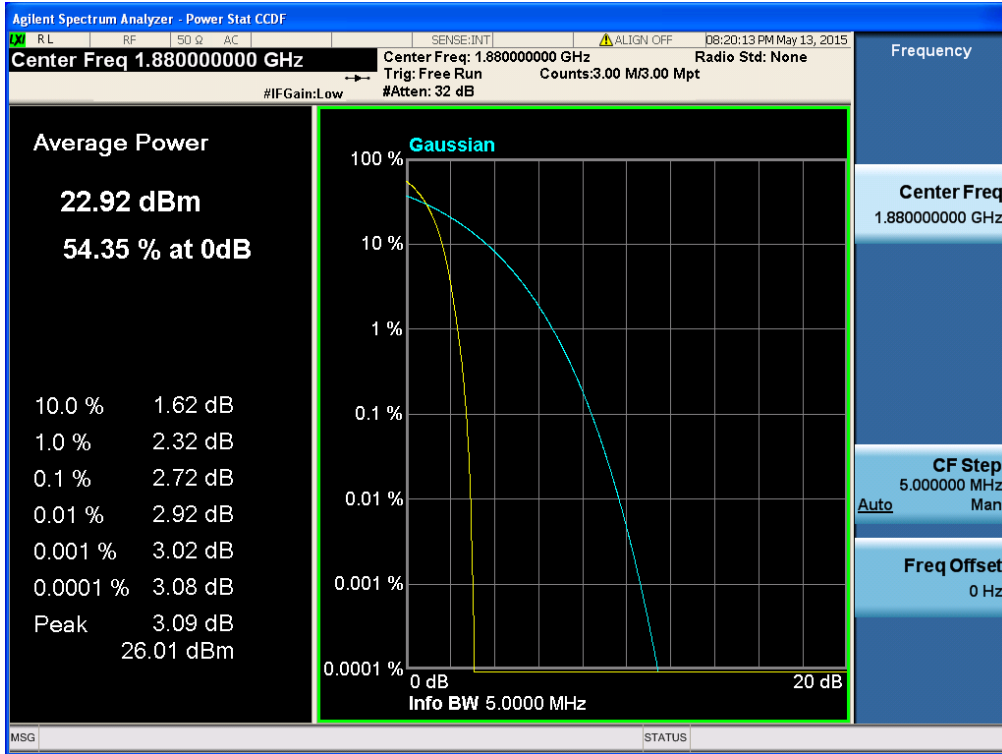 Agilent Spectrum Analyzer - Power Stat CCDF
LXI RL RF 50 Ω AC SENSE:INT ALIGN OFF 08:20:13 PM May 13, 2015
Center Freq 1.880000000 GHz
Center Freq: 1.880000000 GHz Radio Std: None
Trig: Free Run Counts:3.00 M/3.00 Mpt
#IFGain:Low #Atten: 32 dB
Average Power
22.92 dBm
54.35 % at 0dB
10.0 % 1.62 dB
1.0 % 2.32 dB
0.1 % 2.72 dB
0.01 % 2.92 dB
0.001 % 3.02 dB
0.0001 % 3.08 dB
Peak 3.09 dB
26.01 dBm
Gaussian
100 %
10 %
1 %
0.1 %
0.01 %
0.001 %
0.0001 %
0 dB 20 dB
Info BW 5.0000 MHz
Frequency
Center Freq
1.880000000 GHz
CF Step
5.000000 MHz
Auto Man
Freq Offset
0 Hz
MSG STATUS